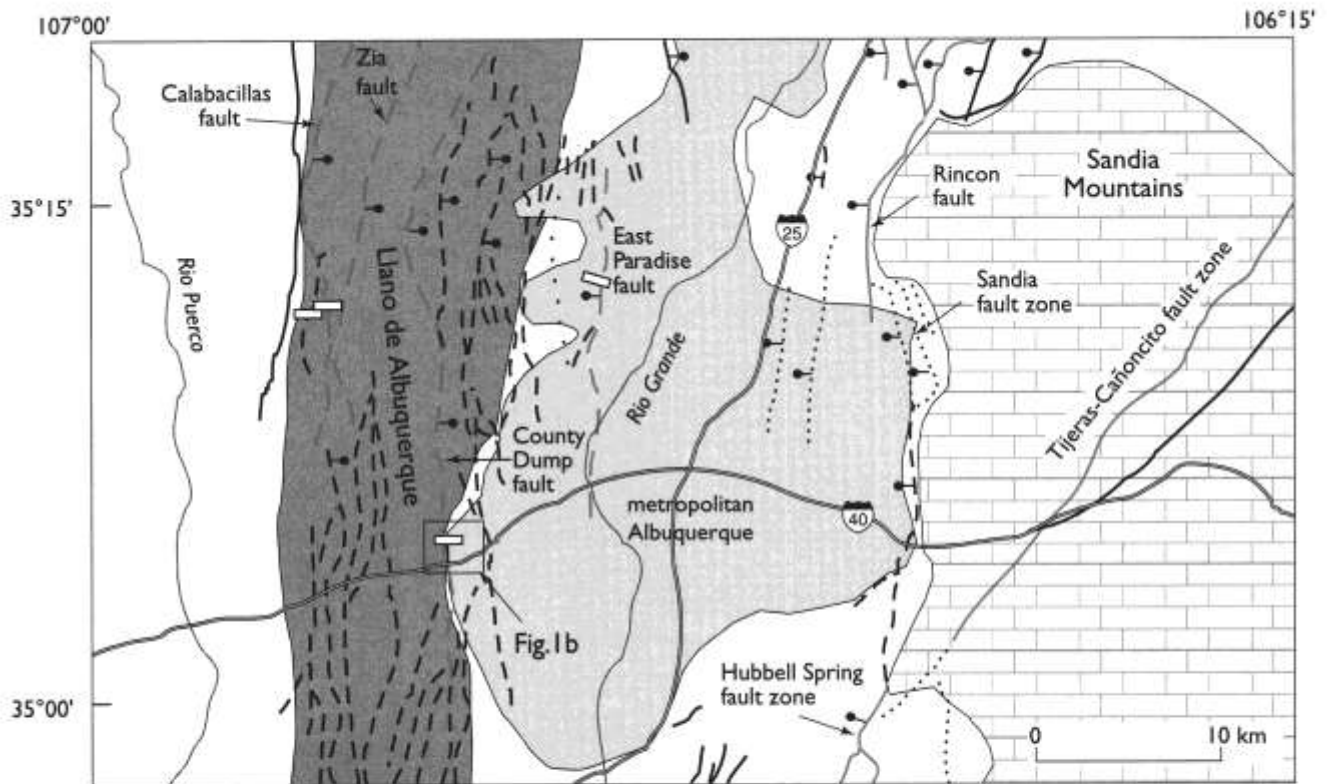 107°00'
106°15'
Zia
fault
Calabacillas
fault
Sandia
Mountains
Rincon
fault
35°15'
25
East
Paradise
fault
Llano de Albuquerque
Rio Puerco
Sandia
fault zone
Tijeras-Cañoncito fault zone
Rio Grande
County
Dump
fault
metropolitan
Albuquerque
40
Fig.1b
Hubbell Spring
fault zone
35°00'
0
10 km